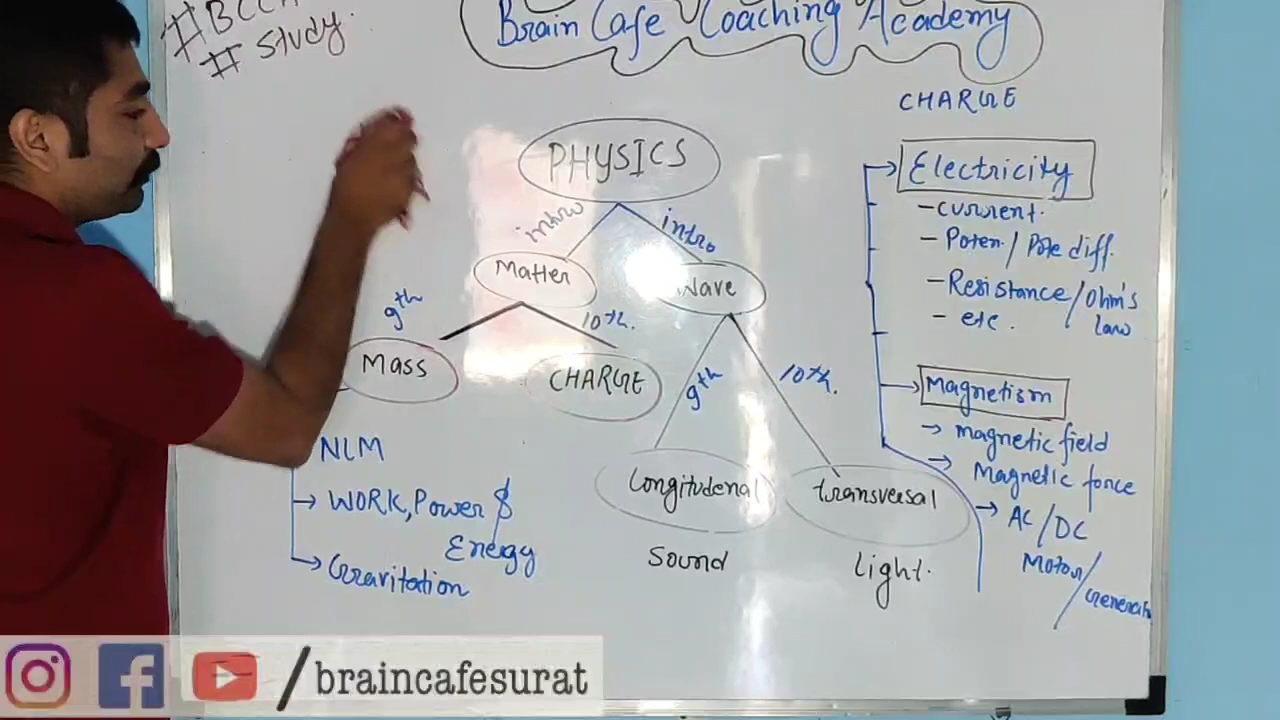 # Study
Brain Cafe Coaching Academy
CHARGE
PHYSICS
intro
intro
Matter
Wave
9th
10th.
Mass
CHARGE
9th
10th.
NLM
WORK, Power &
Energy
Gravitation
Longitudenal
transversal
Sound
light.
Electricity
- current.
- Poten. / Pote diff.
- Resistance / Ohm's
law
- etc.
Magnetism
→ magnetic field
→ Magnetic force
→ AC / DC
Motor /
/braincafesurat